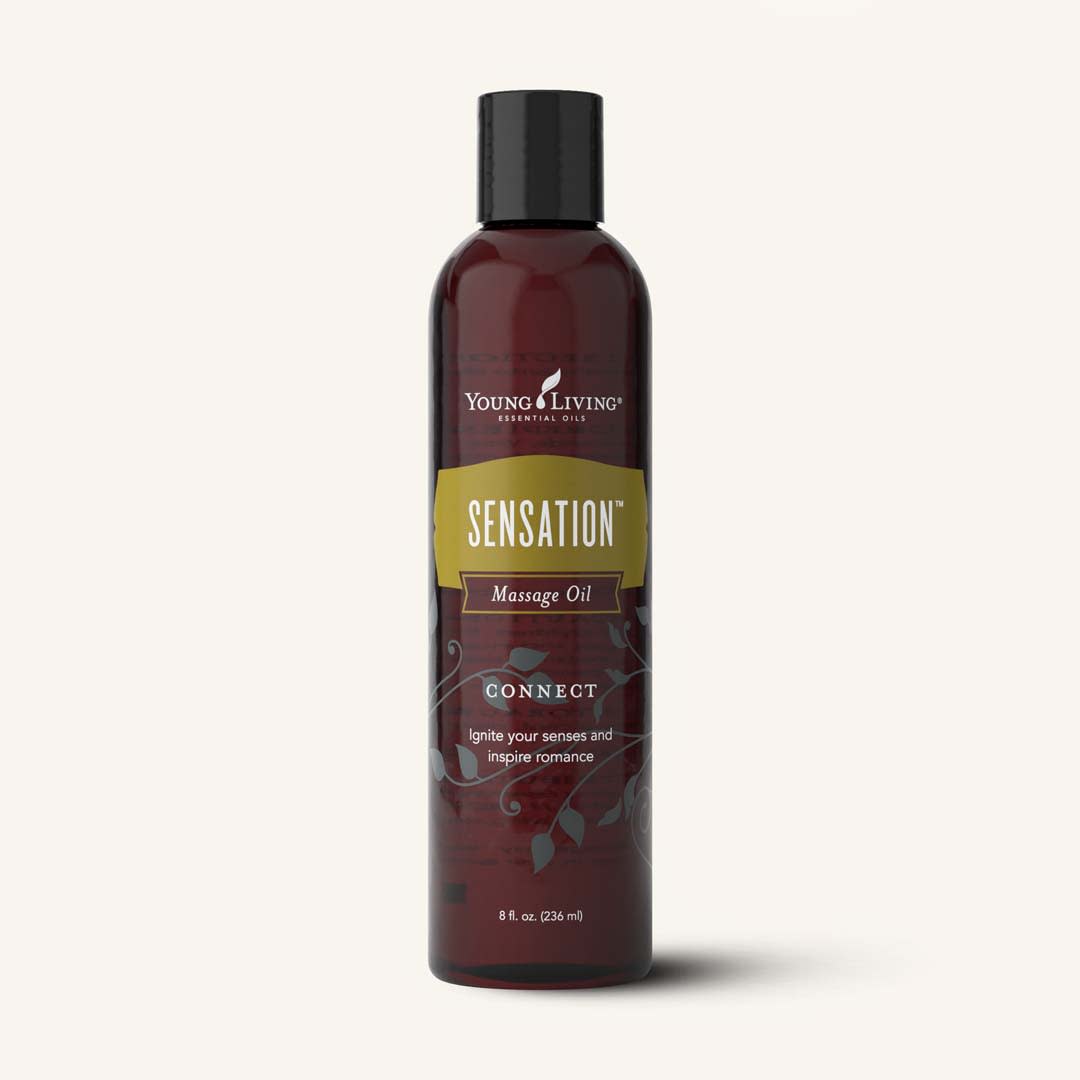 YOUNG LIVING®
ESSENTIAL OILS
SENSATION™
Massage Oil
CONNECT
Ignite your senses and
inspire romance
8 fl. oz. (236 ml)